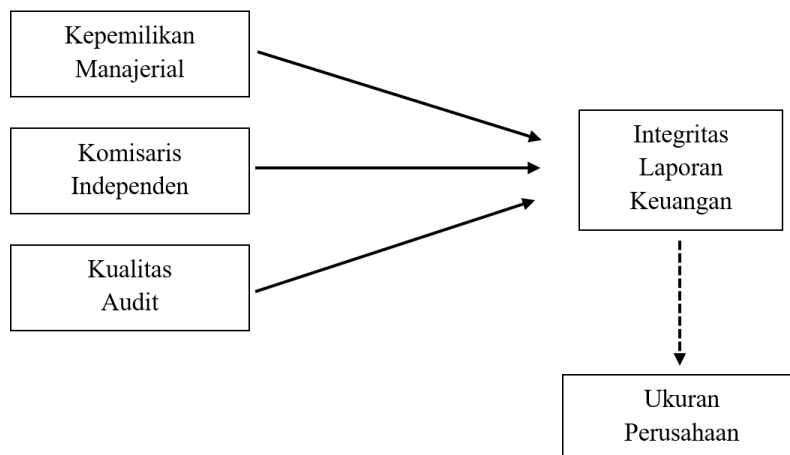 Kepemilikan
Manajerial
Komisaris
Independen
Kualitas
Audit
Integritas
Laporan
Keuangan
Ukuran
Perusahaan